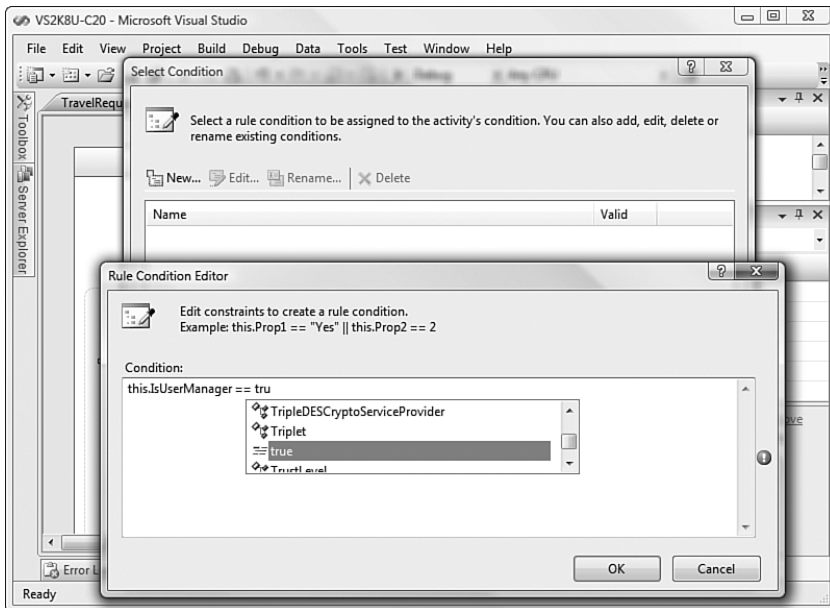 VS2K8U-C20 - Microsoft Visual Studio
File Edit View Project Build Debug Data Tools Test Window Help
Select Condition
TravelRequ
Toolbox
Server Explorer
Select a rule condition to be assigned to the activity's condition. You can also add, edit, delete or
rename existing conditions.
New... Edit... Rename... Delete
Name Valid
Rule Condition Editor
Edit constraints to create a rule condition.
Example: this.Prop1 == "Yes" || this.Prop2 == 2
Condition:
this.IsUserManager == tru
TripleDESCryptoServiceProvider
Triplet
true
TrustLevel
ove
OK Cancel
Error L
Ready